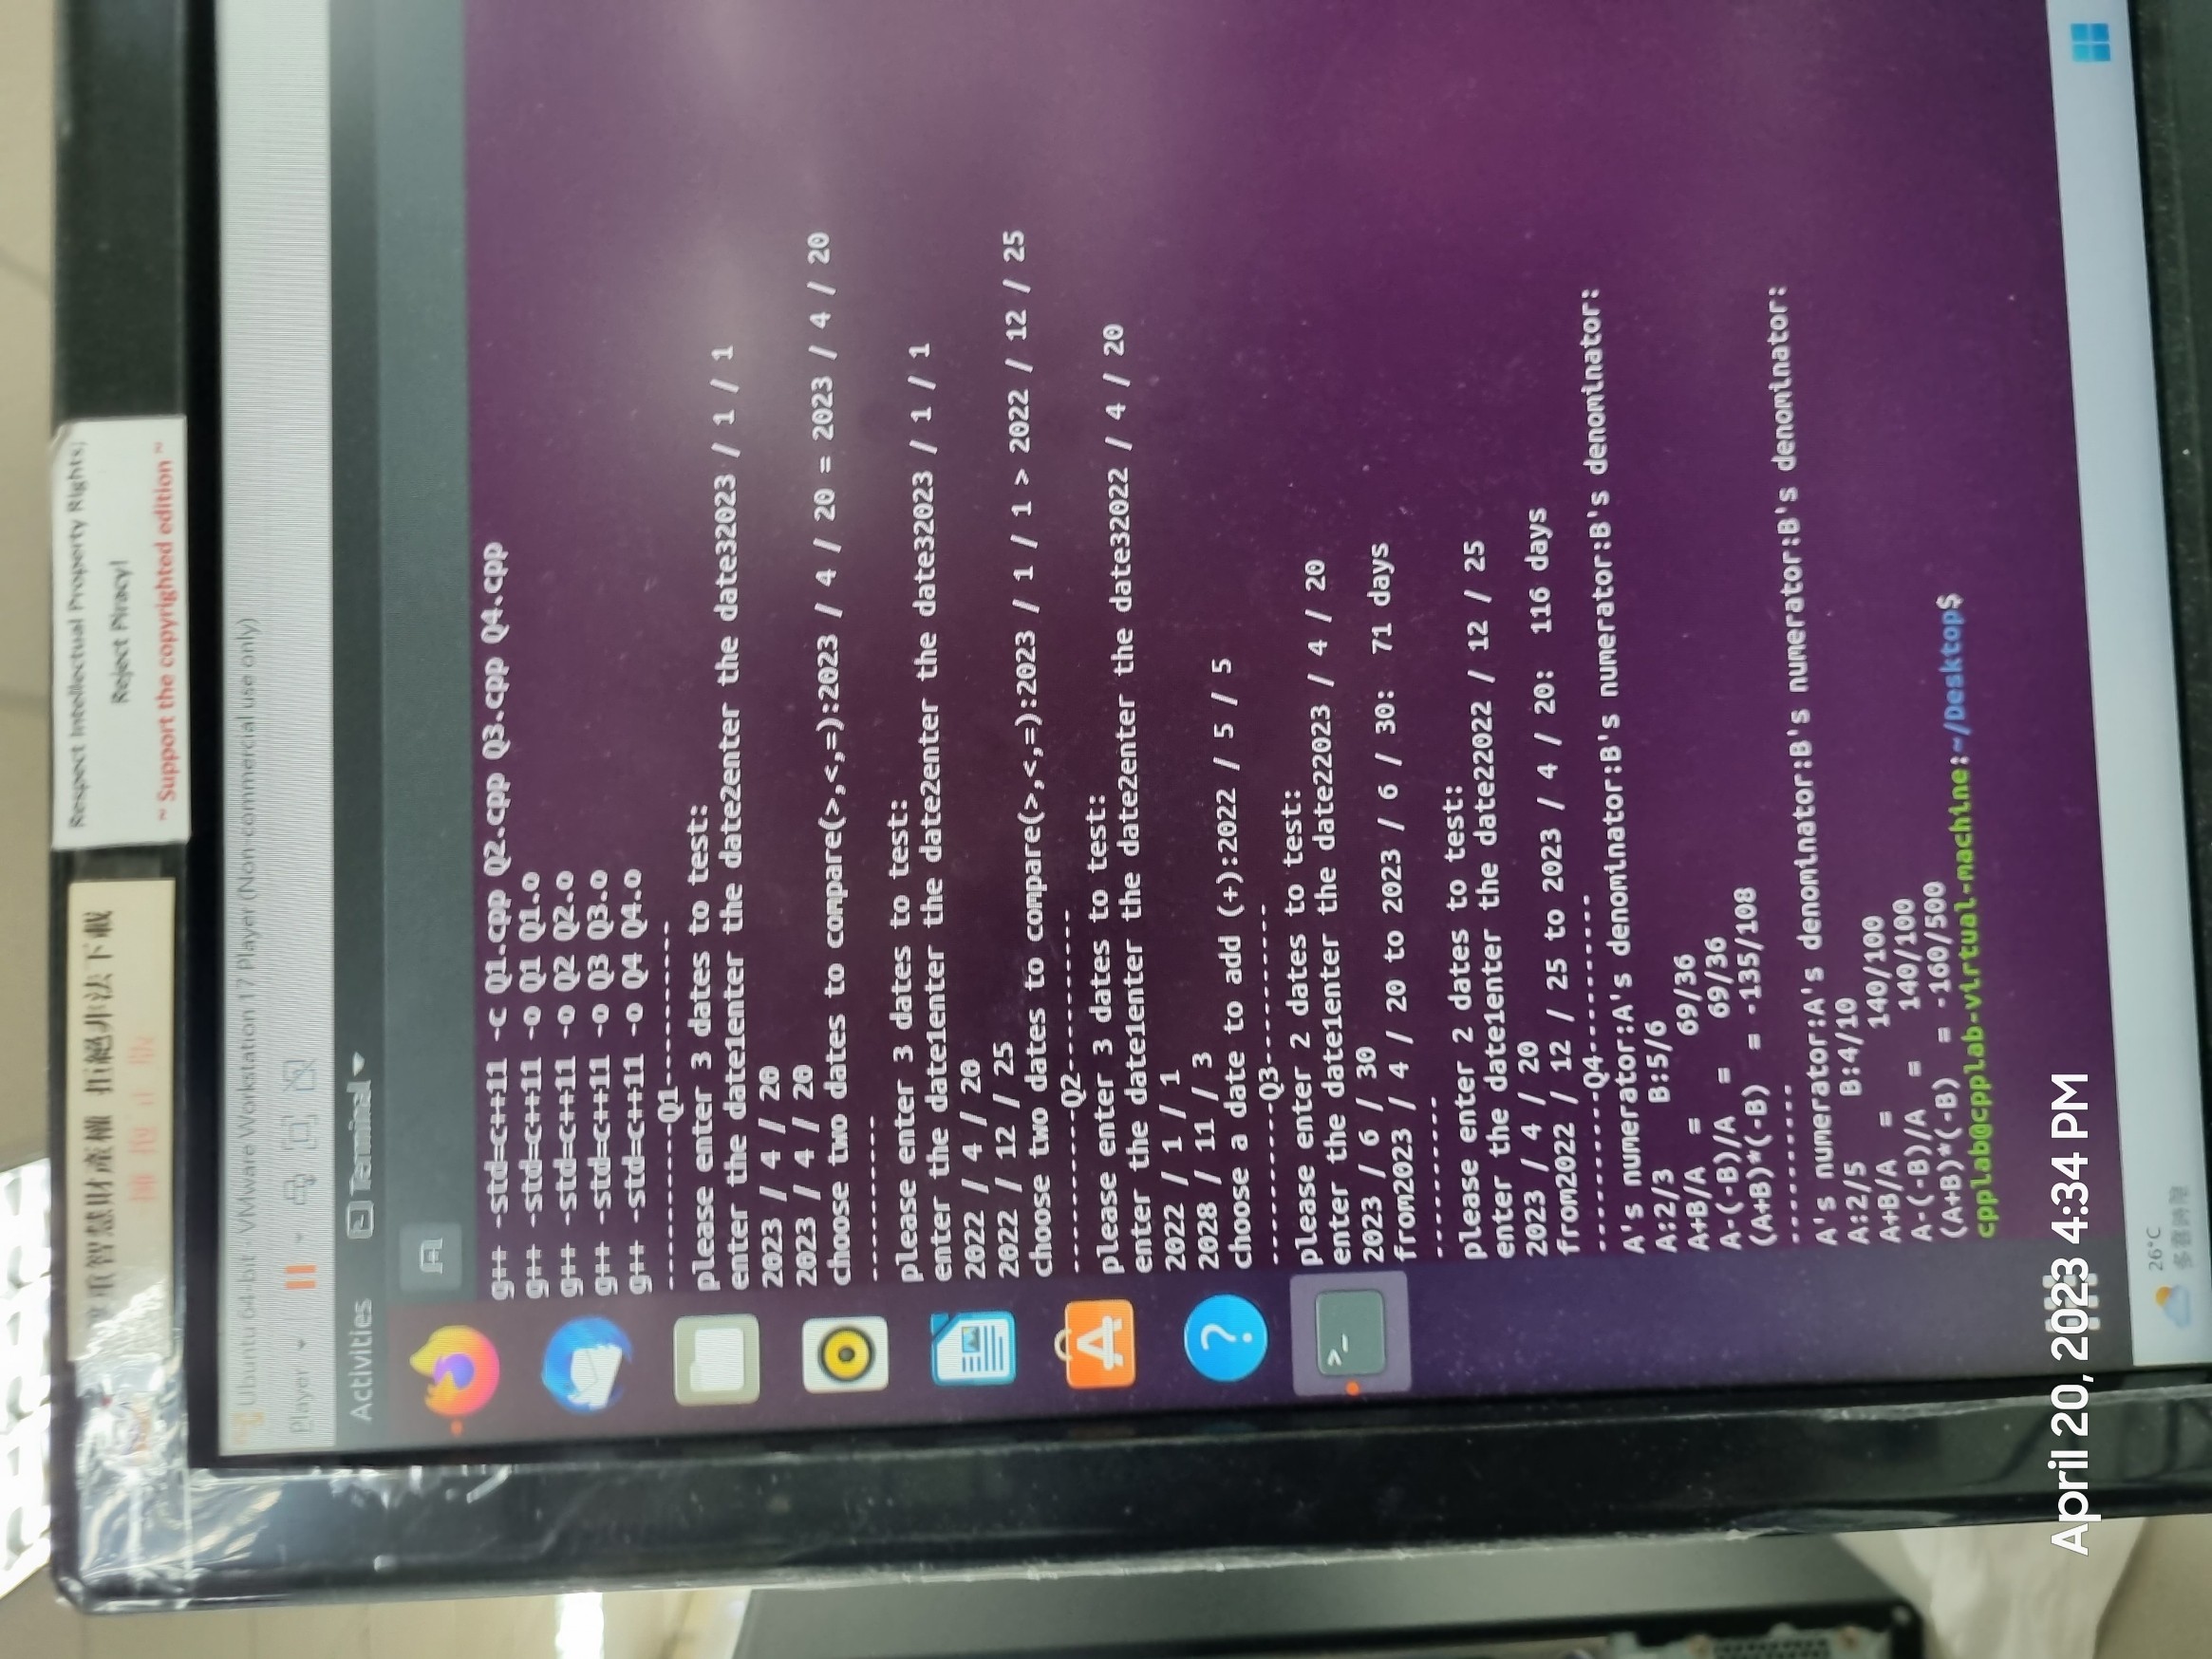 尊重智慧財產權 拒絕非法下載
Respect Intellectual Property Rights;
Reject Piracy!
~ Support the copyrighted edition ~
Ubuntu 64-bit VMware Workstation 17 Player (Non-commercial use only)
Player
Activities
Terminal
g++ -std=c++11 -c Q1.cpp Q2.cpp Q3.cpp Q4.cpp
g++ -std=c++11 -o Q1 Q1.o
g++ -std=c++11 -o Q2 Q2.o
g++ -std=c++11 -o Q3 Q3.o
g++ -std=c++11 -o Q4 Q4.o
-----------Q1-----------
please enter 3 dates to test:
enter the date1enter the date2enter the date32023 / 1 / 1
2023 / 4 / 20
2023 / 4 / 20
choose two dates to compare(>,<,=):2023 / 4 / 20 = 2023 / 4 / 20
-----------
please enter 3 dates to test:
enter the date1enter the date2enter the date32023 / 1 / 1
2022 / 4 / 20
2022 / 12 / 25
choose two dates to compare(>,<,=):2023 / 1 / 1 > 2022 / 12 / 25
-----------Q2-----------
please enter 3 dates to test:
enter the date1enter the date2enter the date32022 / 4 / 20
2022 / 1 / 1
2028 / 11 / 3
choose a date to add (+):2022 / 5 / 5
-----------Q3-----------
please enter 2 dates to test:
enter the date1enter the date22023 / 4 / 20
2023 / 6 / 30
from2023 / 4 / 20 to 2023 / 6 / 30: 71 days
-----------
please enter 2 dates to test:
enter the date1enter the date22022 / 12 / 25
2023 / 4 / 20
from2022 / 12 / 25 to 2023 / 4 / 20: 116 days
-----------Q4-----------
A's numerator:A's denominator:B's numerator:B's denominator:
A:2/3 B:5/6
A+B/A = 69/36
A-(-B)/A = 69/36
(A+B)*(-B) = -135/108
-----------
A's numerator:A's denominator:B's numerator:B's denominator:
A:2/5 B:4/10
A+B/A = 140/100
A-(-B)/A = 140/100
(A+B)*(-B) = -160/500
cpplab@cpplab-virtual-machine:~/Desktop$
26°C
April 20, 2023 4:34 PM